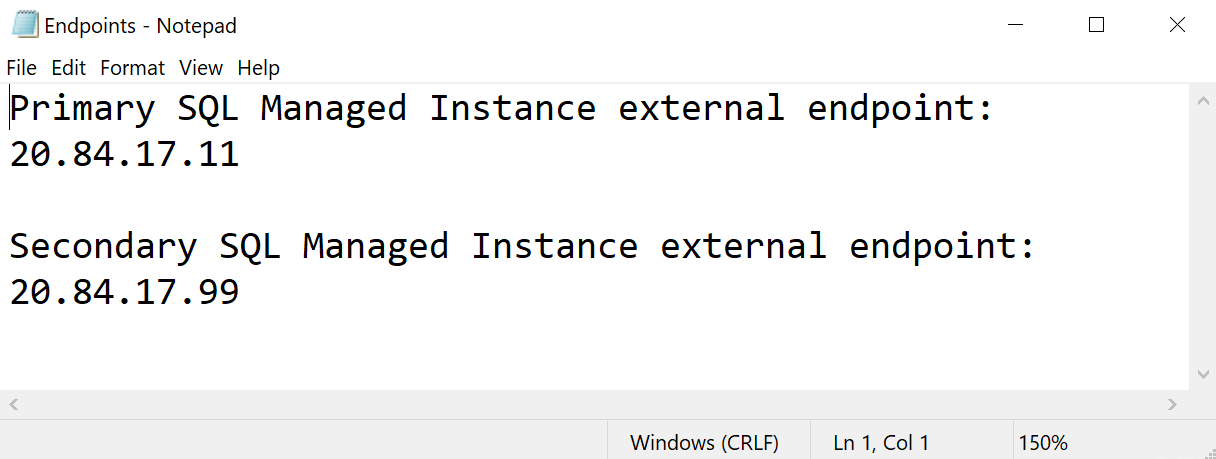 Endpoints - Notepad
File Edit Format View Help
Primary SQL Managed Instance external endpoint:
20.84.17.11
Secondary SQL Managed Instance external endpoint:
20.84.17.99
Windows (CRLF) Ln 1, Col 1 150%